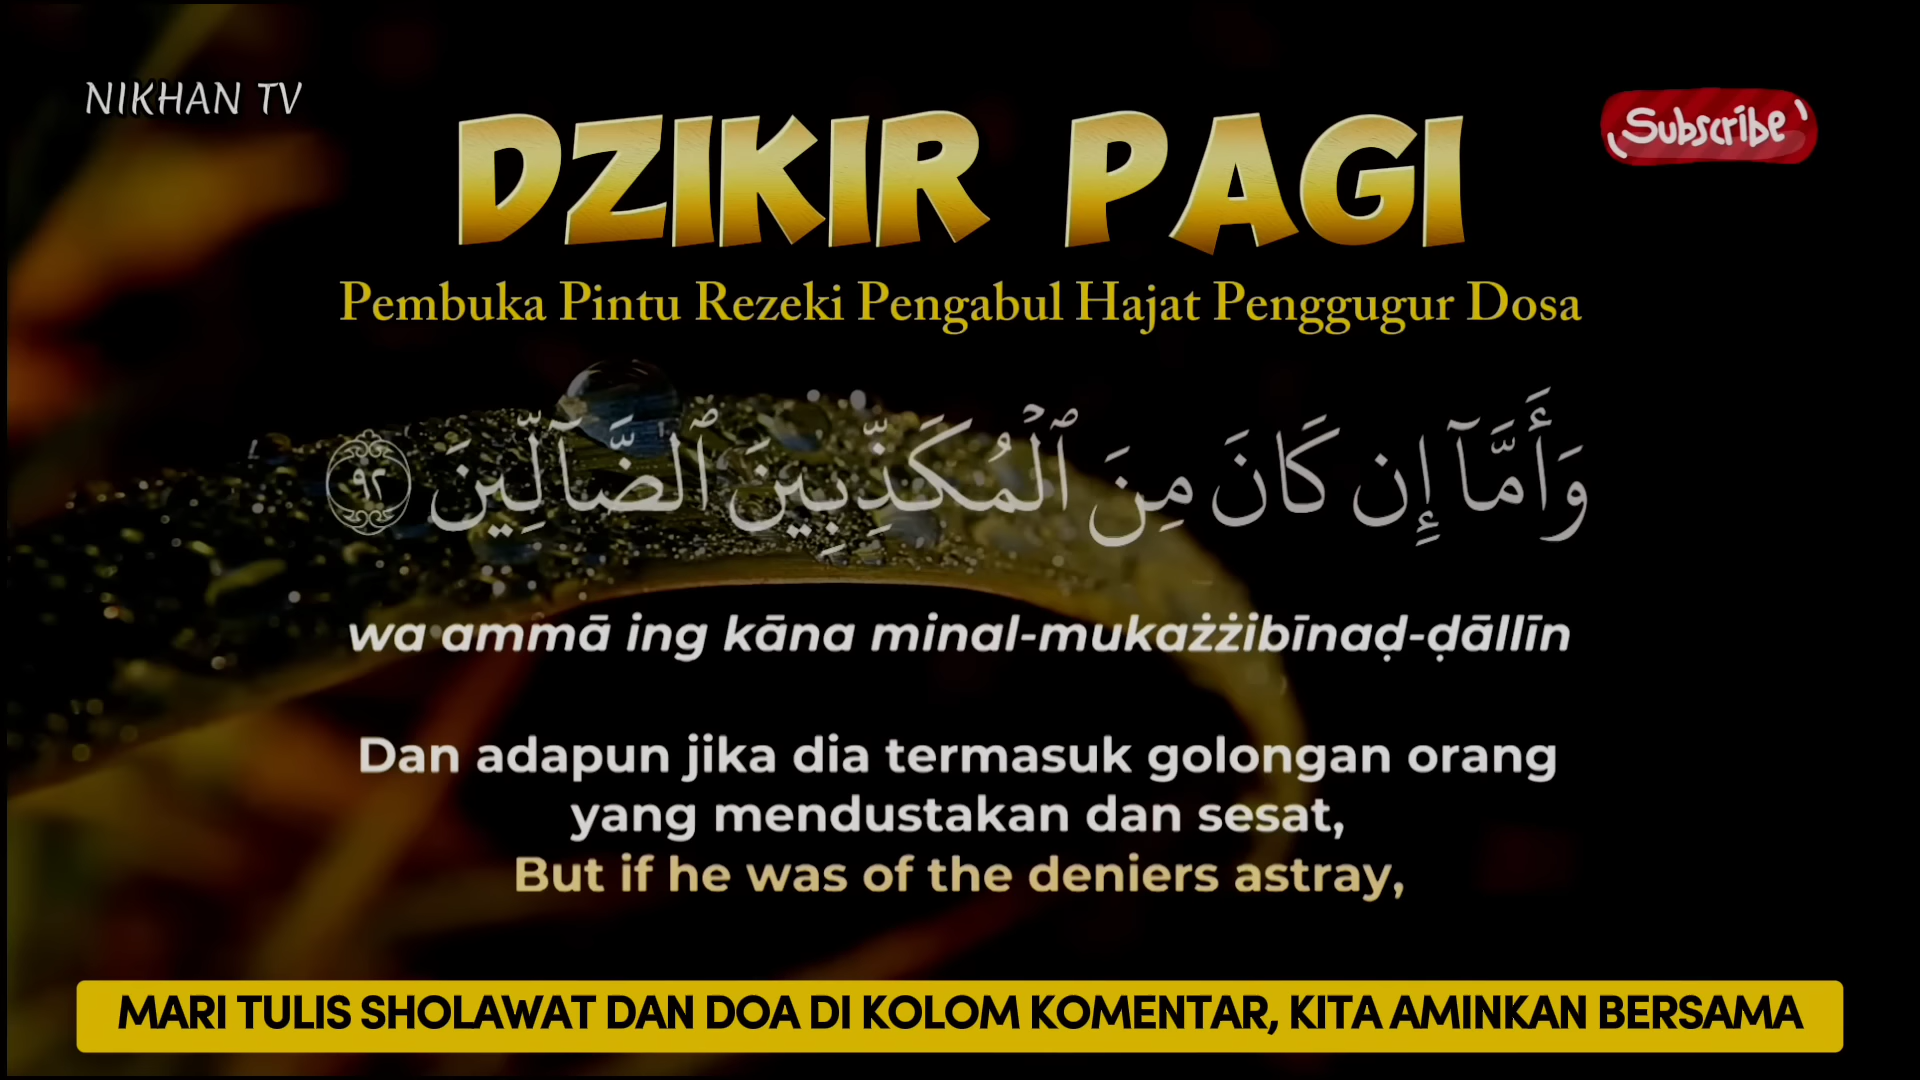 NIKHAN TV
Subscribe
DZIKIR PAGI
Pembuka Pintu Rezeki Pengabul Hajat Penggugur Dosa
وَأَمَّآ إِن كَانَ مِنَ ٱلْمُكَذِّبِينَ ٱلضَّآلِّينَ ٩٢
wa ammā ing kāna minal-mukażżibīnaḍ-ḍāllīn
Dan adapun jika dia termasuk golongan orang
yang mendustakan dan sesat,
But if he was of the deniers astray,
MARI TULIS SHOLAWAT DAN DOA DI KOLOM KOMENTAR, KITA AMINKAN BERSAMA